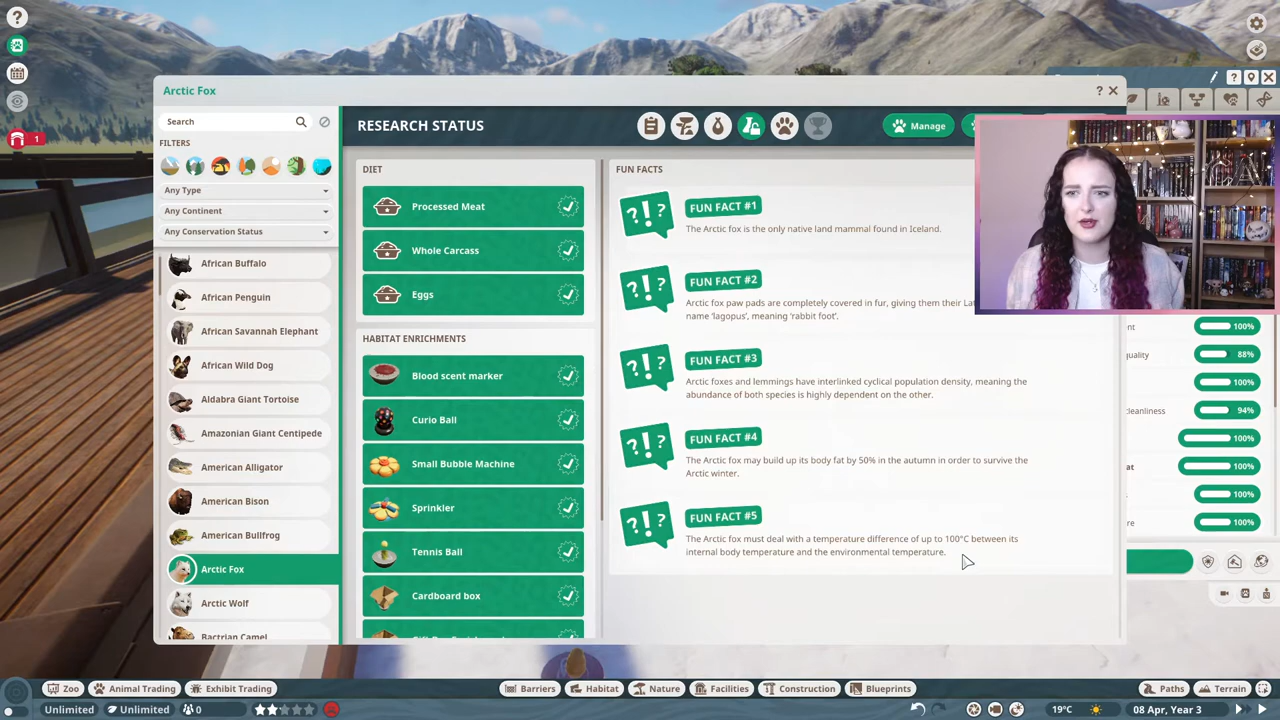 ?
Arctic Fox
? ×
Search
FILTERS
Any Type
Any Continent
Any Conservation Status
African Buffalo
African Penguin
African Savannah Elephant
African Wild Dog
Aldabra Giant Tortoise
Amazonian Giant Centipede
American Alligator
American Bison
American Bullfrog
Arctic Fox
Arctic Wolf
Bactrian Camel
1
RESEARCH STATUS
Manage
DIET
Processed Meat
Whole Carcass
Eggs
HABITAT ENRICHMENTS
Blood scent marker
Curio Ball
Small Bubble Machine
Sprinkler
Tennis Ball
Cardboard box
FUN FACTS
FUN FACT #1
The Arctic fox is the only native land mammal found in Iceland.
FUN FACT #2
Arctic fox paw pads are completely covered in fur, giving them their Lat
name 'lagopus', meaning 'rabbit foot'.
FUN FACT #3
Arctic foxes and lemmings have interlinked cyclical population density, meaning the
abundance of both species is highly dependent on the other.
FUN FACT #4
The Arctic fox may build up its body fat by 50% in the autumn in order to survive the
Arctic winter.
FUN FACT #5
The Arctic fox must deal with a temperature difference of up to 100°C between its
internal body temperature and the environmental temperature.
ent 100%
quality 88%
100%
cleanliness 94%
100%
at 100%
100%
re 100%
Zoo
Animal Trading
Exhibit Trading
Barriers
Habitat
Nature
Facilities
Construction
Blueprints
Paths
Terrain
Unlimited
Unlimited
0
19°C
08 Apr, Year 3